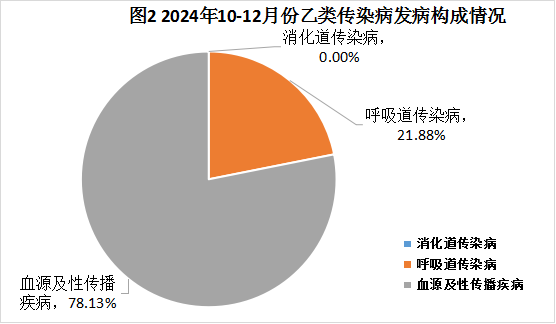 图2 2024年10-12月份乙类传染病发病构成情况
消化道传染病，
0.00%
呼吸道传染病，
21.88%
血源及性传播
疾病，78.13%
消化道传染病
呼吸道传染病
血源及性传播疾病